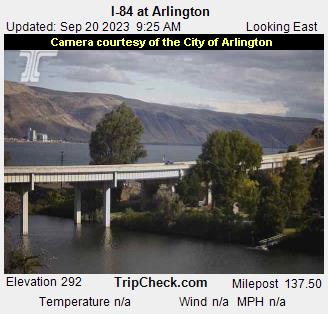 I-84 at Arlington
Updated: Sep 20 2023 9:25 AM Looking East
Camera courtesy of the City of Arlington
Elevation 292 TripCheck.com Milepost 137.50
Temperature n/a Wind n/a MPH n/a